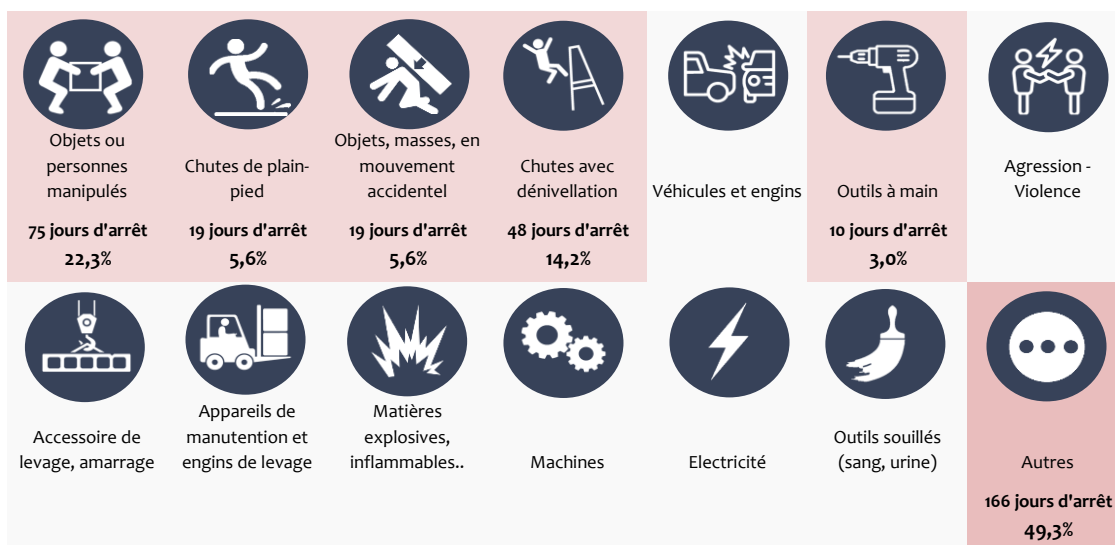 Objets ou
personnes
manipulés
75 jours d'arrêt
22,3%
Chutes de plain-
pied
19 jours d'arrêt
5,6%
Objets, masses, en
mouvement
accidentel
19 jours d'arrêt
5,6%
Chutes avec
dénivellation
48 jours d'arrêt
14,2%
Véhicules et engins
Outils à main
10 jours d'arrêt
3,0%
Agression -
Violence
Accessoire de
levage, amarrage
Appareils de
manutention et
engins de levage
Matières
explosives,
inflammables..
Machines
Electricité
Outils souillés
(sang, urine)
Autres
166 jours d'arrêt
49,3%